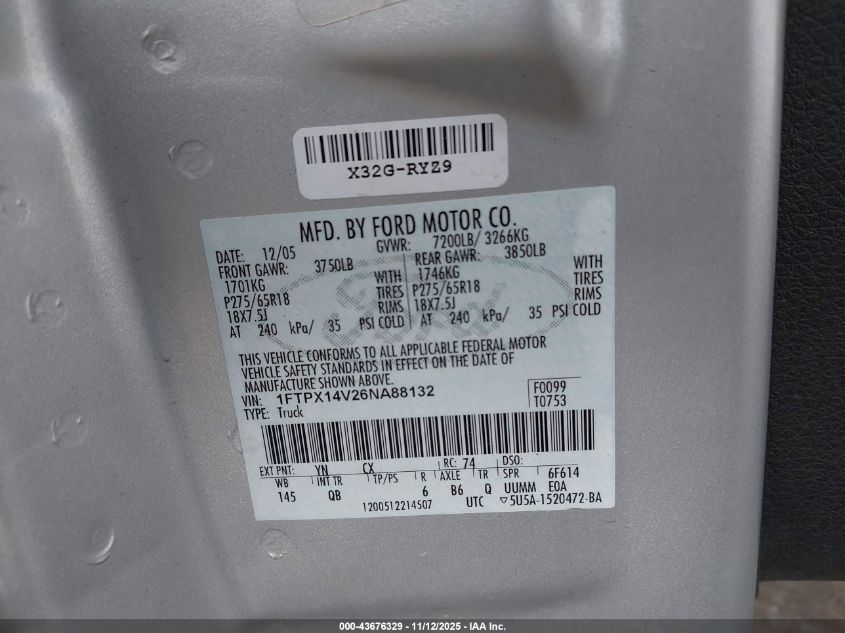 X32G-RYZ9
MFD. BY FORD MOTOR CO.
DATE: 12/05 GVWR: 7200LB/ 3266KG
FRONT GAWR: 3750LB REAR GAWR: 3850LB
1701KG WITH 1746KG WITH
P275/65R18 TIRES P275/65R18 TIRES
18X7.5J RIMS 18X7.5J RIMS
AT 240 kPa/ 35 PSI COLD AT 240 kPa/ 35 PSI COLD
Ford
THIS VEHICLE CONFORMS TO ALL APPLICABLE FEDERAL MOTOR
VEHICLE SAFETY STANDARDS IN EFFECT ON THE DATE OF
MANUFACTURE SHOWN ABOVE.
VIN: 1FTPX14V26NA88132 F0099
TYPE: Truck T0753
EXT PNT: YN CX RC: 74 DSO:
WB INT TR TP/PS R AXLE TR SPR 6F614
145 QB 6 B6 Q UUMM E0A
1200512214507 UTC ▽5U5A-1520472-BA
000-43676329 - 11/12/2025 - IAA Inc.